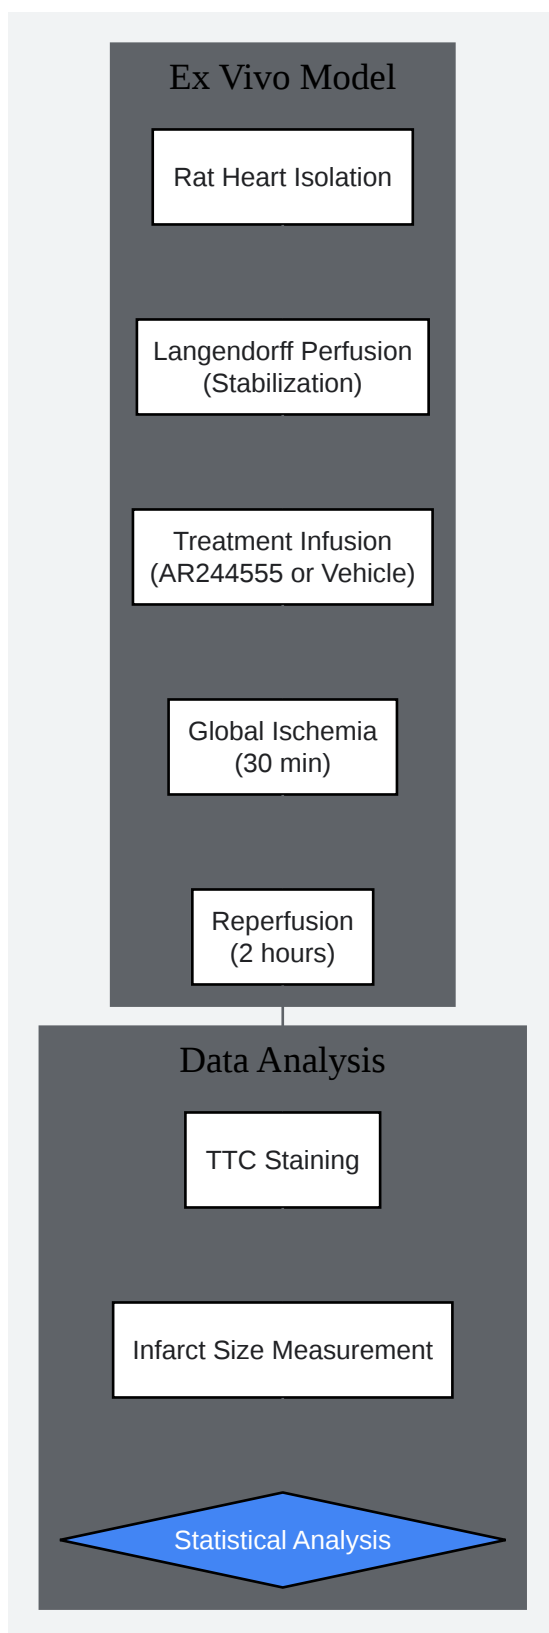 Ex Vivo Model
Rat Heart Isolation
Langendorff Perfusion
(Stabilization)
Treatment Infusion
(AR244555 or Vehicle)
Global Ischemia
(30 min)
Reperfusion
(2 hours)
Data Analysis
TTC Staining
Infarct Size Measurement
Statistical Analysis